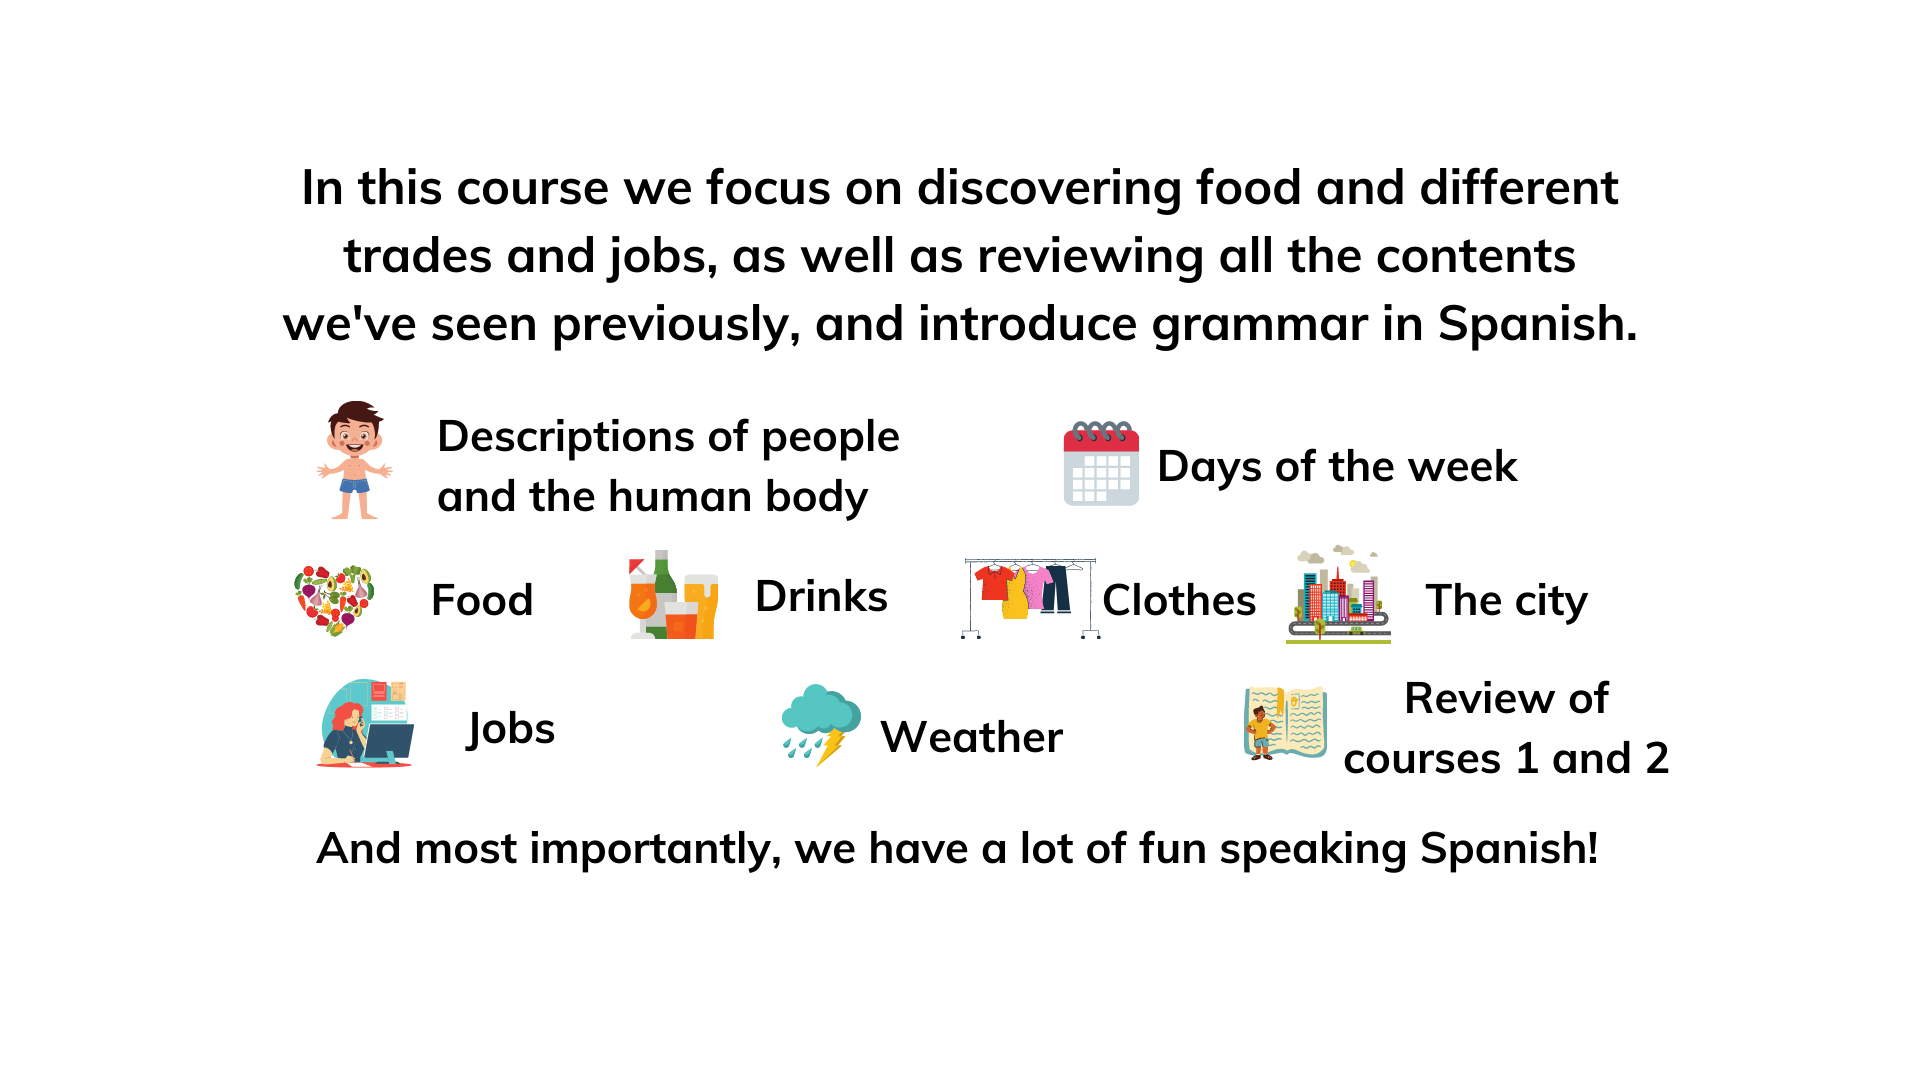 In this course we focus on discovering food and different
trades and jobs, as well as reviewing all the contents
we've seen previously, and introduce grammar in Spanish.
Descriptions of people
and the human body
Days of the week
Food
Drinks
Clothes
The city
Jobs
Weather
Review of
courses 1 and 2
And most importantly, we have a lot of fun speaking Spanish!